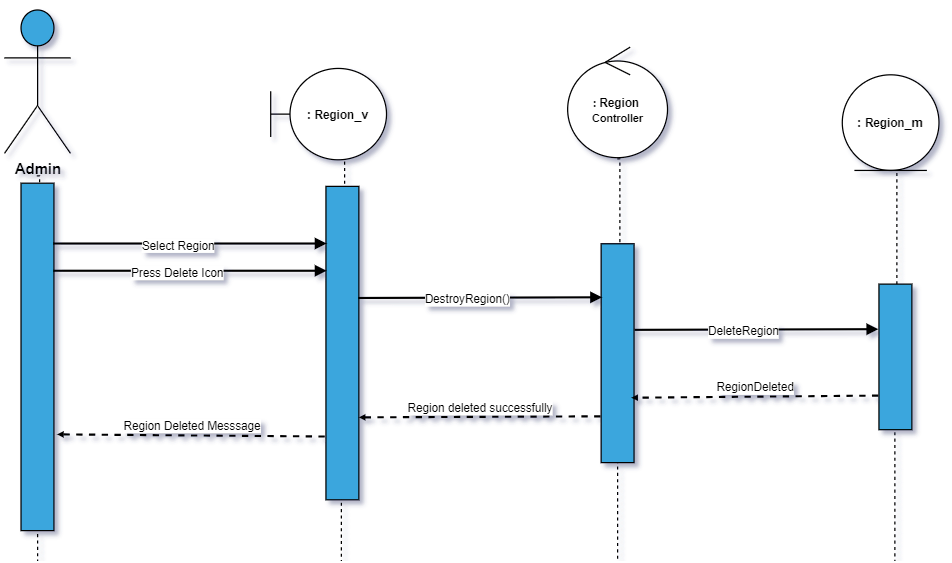 Admin
: Region_v
: Region
Controller
: Region_m
Select Region
Press Delete Icon
DestroyRegion()
DeleteRegion
RegionDeleted
Region deleted successfully
Region Deleted Messsage